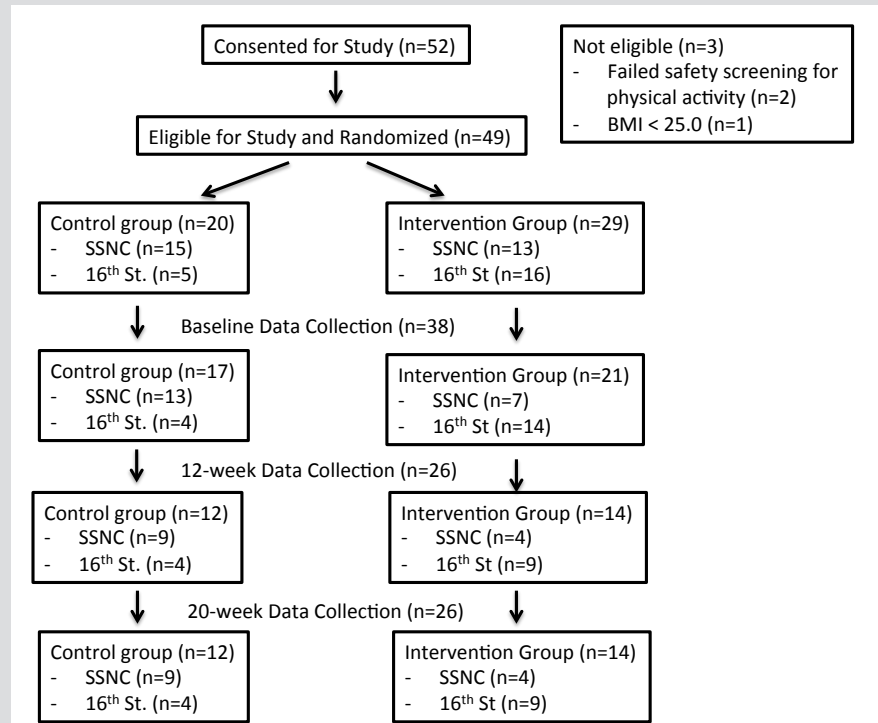 Consented for Study (n=52)
Not eligible (n=3)
- Failed safety screening for
physical activity (n=2)
- BMI < 25.0 (n=1)
Eligible for Study and Randomized (n=49)
Control group (n=20)
- SSNC (n=15)
- 16th St. (n=5)
Intervention Group (n=29)
- SSNC (n=13)
- 16th St (n=16)
Baseline Data Collection (n=38)
Control group (n=17)
- SSNC (n=13)
- 16th St. (n=4)
Intervention Group (n=21)
- SSNC (n=7)
- 16th St (n=14)
12-week Data Collection (n=26)
Control group (n=12)
- SSNC (n=9)
- 16th St. (n=4)
Intervention Group (n=14)
- SSNC (n=4)
- 16th St (n=9)
20-week Data Collection (n=26)
Control group (n=12)
- SSNC (n=9)
- 16th St. (n=4)
Intervention Group (n=14)
- SSNC (n=4)
- 16th St (n=9)